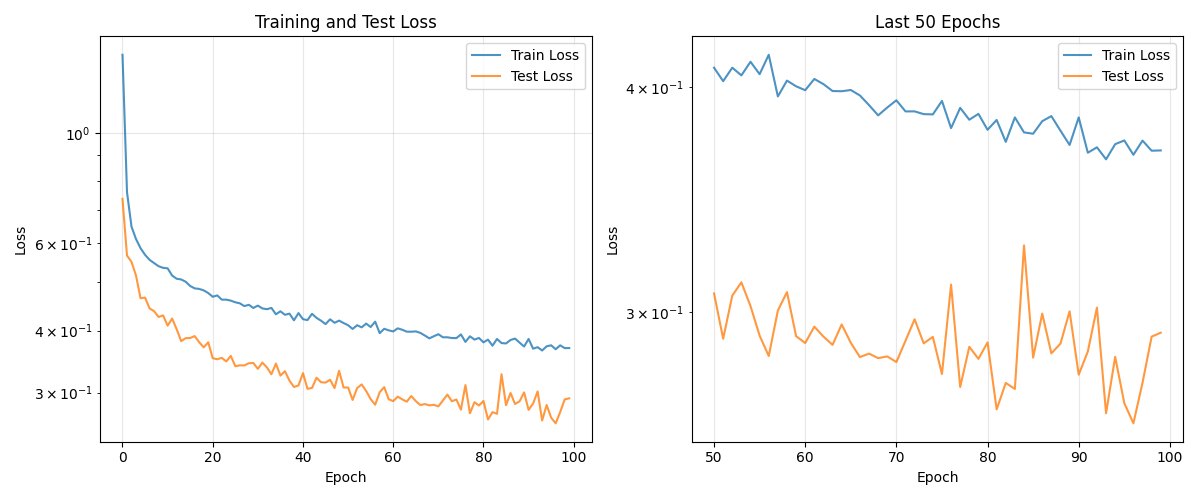 Training and Test Loss
Train Loss
Test Loss
10⁰
6 × 10⁻¹
4 × 10⁻¹
3 × 10⁻¹
Loss
0 20 40 60 80 100
Epoch
Last 50 Epochs
Train Loss
Test Loss
4 × 10⁻¹
3 × 10⁻¹
Loss
50 60 70 80 90 100
Epoch